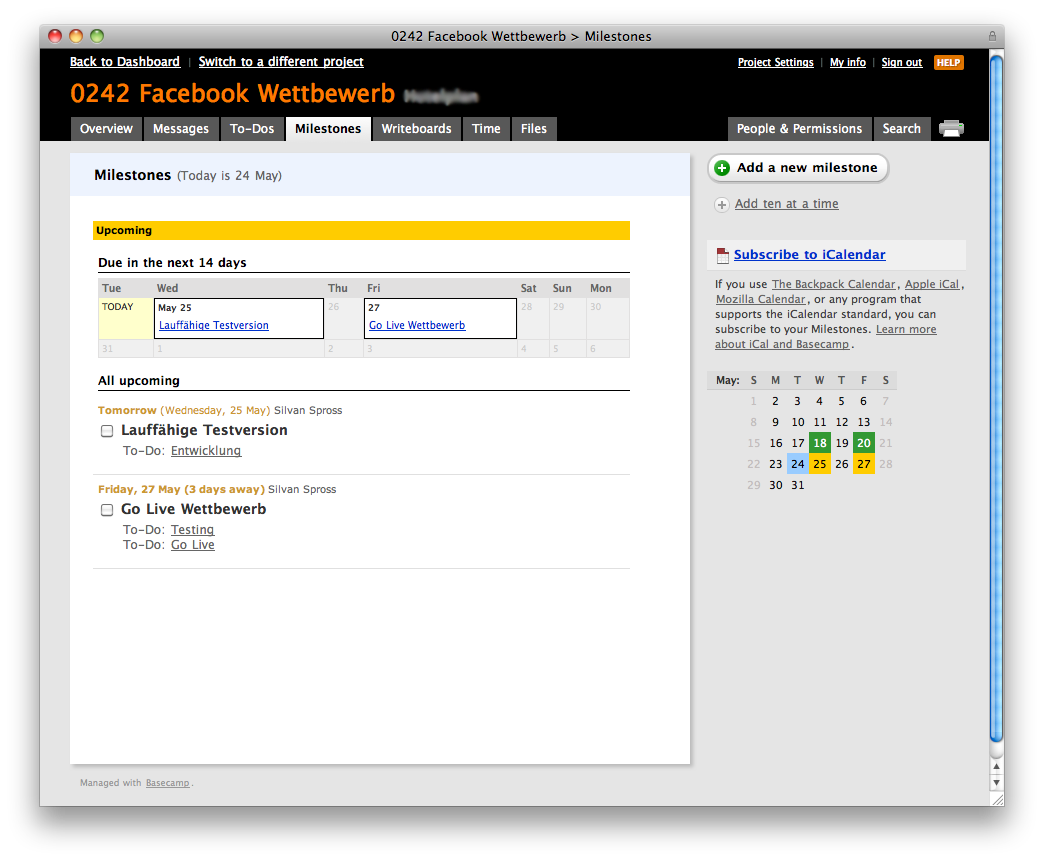 0242 Facebook Wettbewerb > Milestones
Back to Dashboard | Switch to a different project
Project Settings | My info | Sign out HELP
0242 Facebook Wettbewerb
Overview Messages To-Dos Milestones Writeboards Time Files People & Permissions Search
Milestones (Today is 24 May)
Upcoming
Due in the next 14 days
Tue Wed Thu Fri Sat Sun Mon
TODAY May 25 26 27 28 29 30
Lauffähige Testversion Go Live Wettbewerb
31 1 2 3 4 5 6
All upcoming
Tomorrow (Wednesday, 25 May) Silvan Spross
Lauffähige Testversion
To-Do: Entwicklung
Friday, 27 May (3 days away) Silvan Spross
Go Live Wettbewerb
To-Do: Testing
To-Do: Go Live
Add a new milestone
Add ten at a time
Subscribe to iCalendar
If you use The Backpack Calendar, Apple iCal,
Mozilla Calendar, or any program that
supports the iCalendar standard, you can
subscribe to your Milestones. Learn more
about iCal and Basecamp.
May: S M T W T F S
1 2 3 4 5 6 7
8 9 10 11 12 13 14
15 16 17 18 19 20 21
22 23 24 25 26 27 28
29 30 31
Managed with Basecamp.